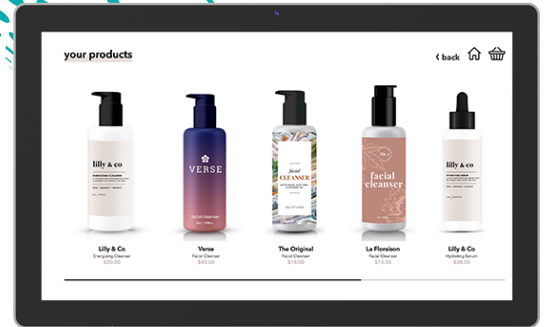 your products
‹ back
lilly & co
VERSE
facial cleanser
facial
CLEANSER
facial
cleanser
lilly & co
Lilly & Co
Energizing Cleanser
$30.00
Verse
Facial Cleanser
$40.00
The Original
Facial Cleanser
$18.00
La Floraison
Facial Cleanser
$15.00
Lilly & Co
Hydrating Serum
$38.00